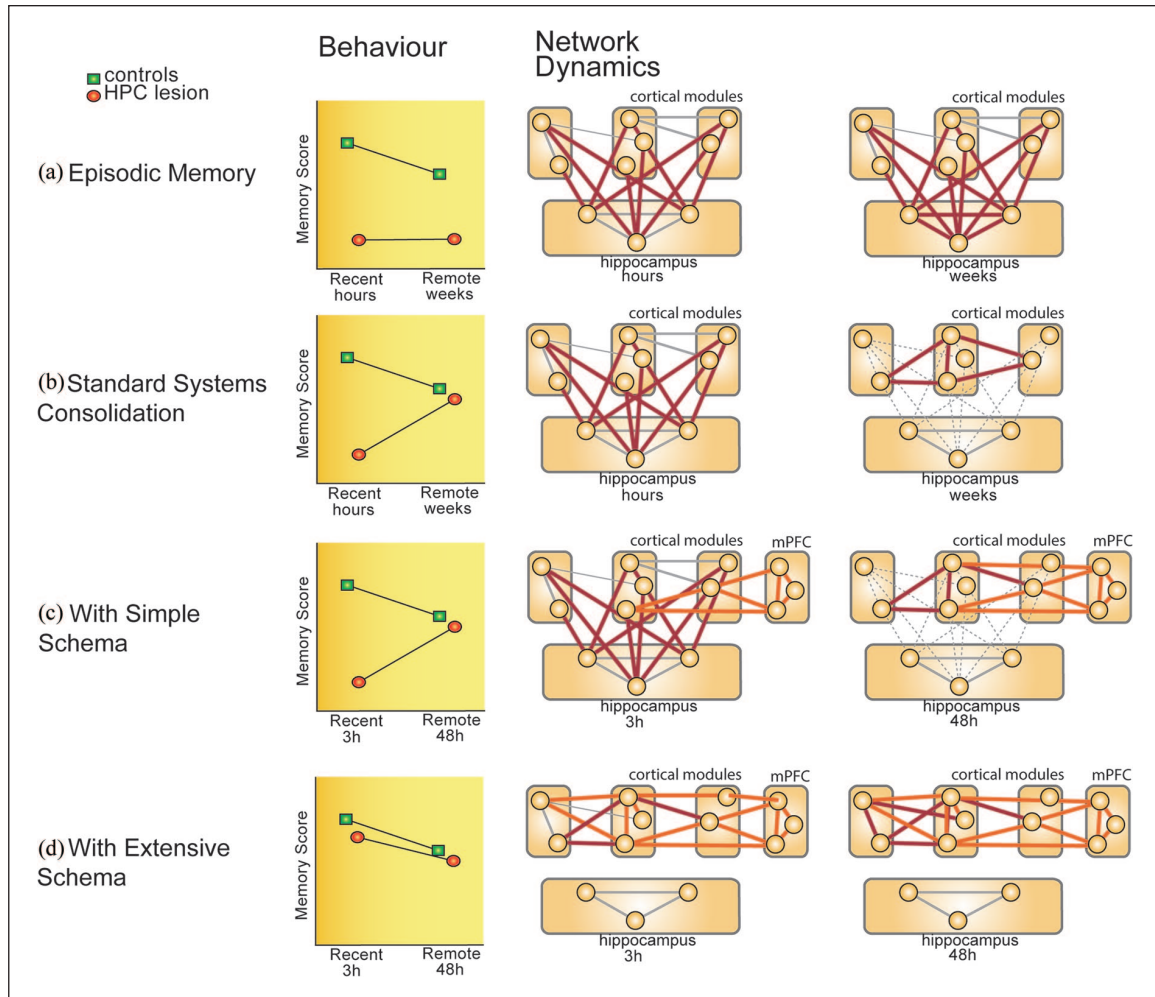 Behaviour
Network
Dynamics
controls
HPC lesion
(a) Episodic Memory
Memory Score
Recent
hours
Remote
weeks
cortical modules
hippocampus
hours
cortical modules
hippocampus
weeks
(b) Standard Systems
Consolidation
Memory Score
Recent
hours
Remote
weeks
cortical modules
hippocampus
hours
cortical modules
hippocampus
weeks
(c) With Simple
Schema
Memory Score
Recent
3h
Remote
48h
cortical modules
mPFC
hippocampus
3h
cortical modules
mPFC
hippocampus
48h
(d) With Extensive
Schema
Memory Score
Recent
3h
Remote
48h
cortical modules
mPFC
hippocampus
3h
cortical modules
mPFC
hippocampus
48h